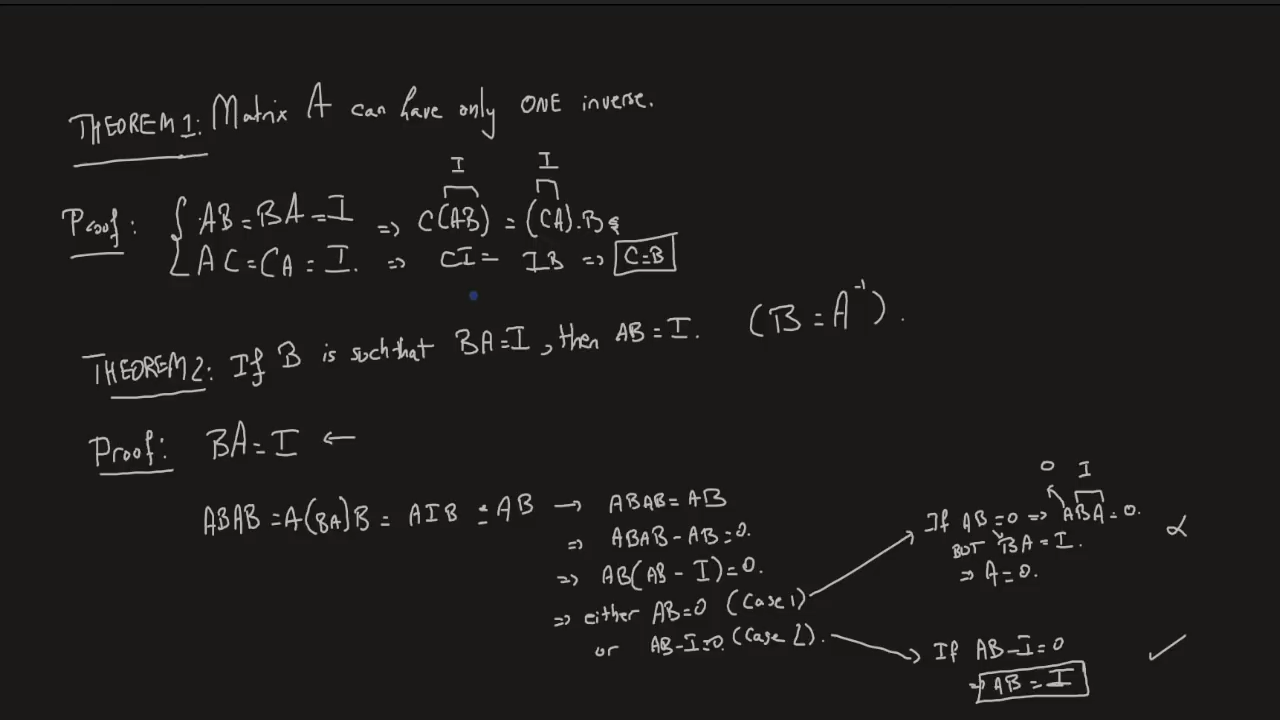 THEOREM 1: Matrix A can have only ONE inverse.
I I
Proof: { AB = BA = I => C(AB) = (CA).B
AC = CA = I. => CI = IB => C=B
THEOREM 2: If B is such that BA = I, then AB = I. (B = A⁻¹).
Proof: BA = I ←
ABAB = A(BA)B = AIB = AB → ABAB = AB
=> ABAB - AB = 0.
=> AB(AB - I) = 0.
=> either AB = 0 (Case 1)
or AB - I = 0. (Case 2).
0 I
If AB = 0 => ABA = 0.
BUT BA = I.
=> A = 0.
If AB - I = 0
=> AB = I